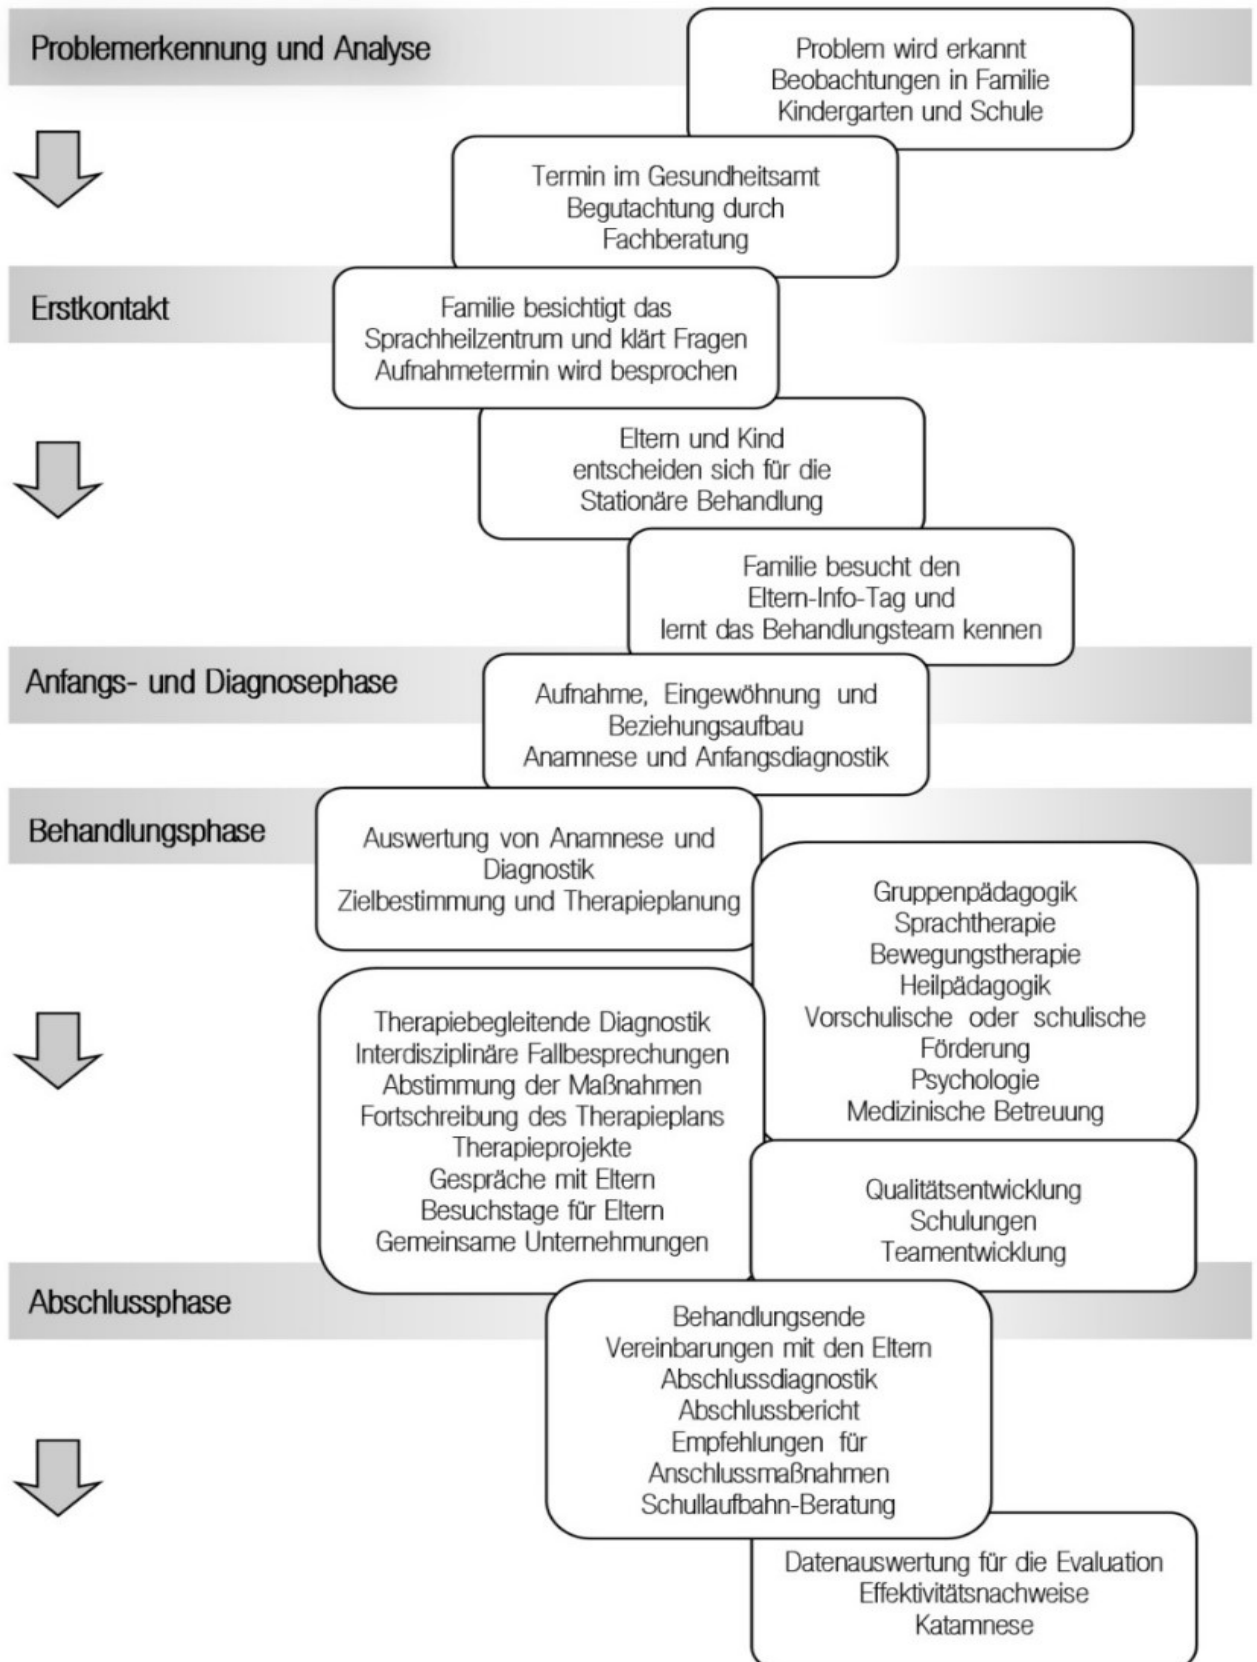 Problemerkennung und Analyse
Problem wird erkannt
Beobachtungen in Familie
Kindergarten und Schule
Termin im Gesundheitsamt
Begutachtung durch
Fachberatung
Erstkontakt
Familie besichtigt das
Sprachheilzentrum und klärt Fragen
Aufnahmetermin wird besprochen
Eltern und Kind
entscheiden sich für die
Stationäre Behandlung
Familie besucht den
Eltern-Info-Tag und
lernt das Behandlungsteam kennen
Anfangs- und Diagnosephase
Aufnahme, Eingewöhnung und
Beziehungsaufbau
Anamnese und Anfangsdiagnostik
Behandlungsphase
Auswertung von Anamnese und
Diagnostik
Zielbestimmung und Therapieplanung
Gruppenpädagogik
Sprachtherapie
Bewegungstherapie
Heilpädagogik
Vorschulische oder schulische
Förderung
Psychologie
Medizinische Betreuung
Therapiebegleitende Diagnostik
Interdisziplinäre Fallbesprechungen
Abstimmung der Maßnahmen
Fortschreibung des Therapieplans
Therapieprojekte
Gespräche mit Eltern
Besuchstage für Eltern
Gemeinsame Unternehmungen
Qualitätsentwicklung
Schulungen
Teamentwicklung
Abschlussphase
Behandlungsende
Vereinbarungen mit den Eltern
Abschlussdiagnostik
Abschlussbericht
Empfehlungen für
Anschlussmaßnahmen
Schullaufbahn-Beratung
Datenauswertung für die Evaluation
Effektivitätsnachweise
Katamnese